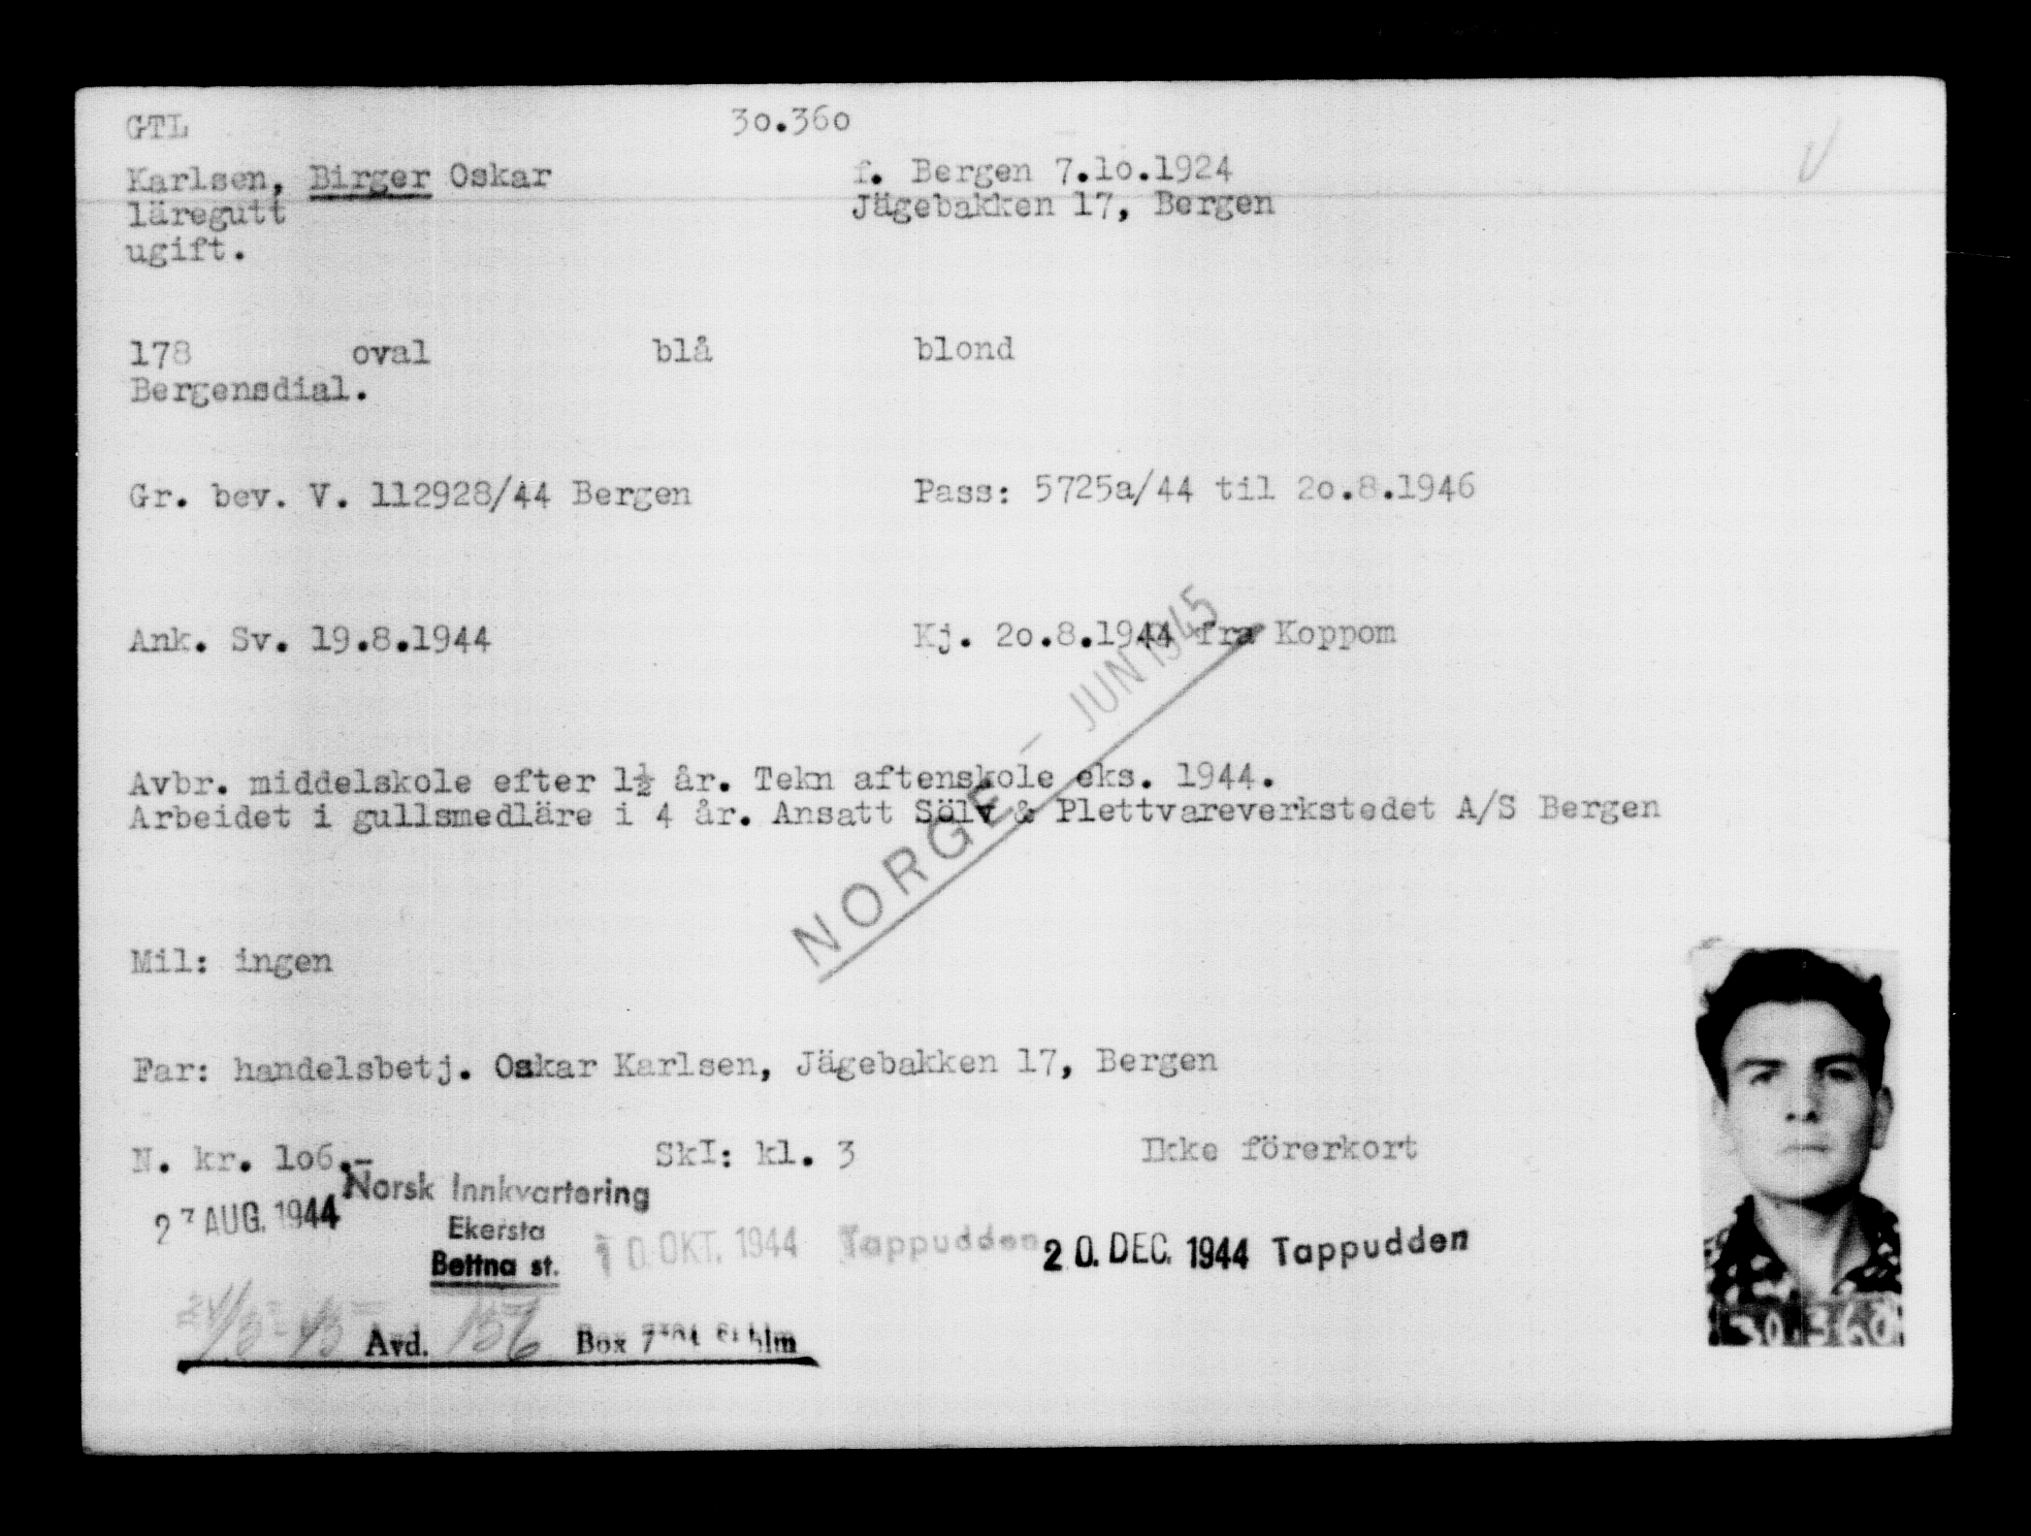 GTL 30.360
Karlsen, Birger Oskar f. Bergen 7.10.1924
läregutt Jägebakken 17, Bergen
ugift.
178 oval blå blond
Bergensdial.
Gr. bev. V. 112928/44 Bergen Pass: 5725a/44 til 20.8.1946
Ank. Sv. 19.8.1944 Kj. 20.8.1944 fra Koppom
NORGE - JUN 1945
Avbr. middelskole efter 1½ år. Tekn aftenskole eks. 1944.
Arbeidet i gullsmedläre i 4 år. Ansatt Sölv & Plettvareverkstedet A/S Bergen
Mil: ingen
Far: handelsbetj. Oskar Karlsen, Jägebakken 17, Bergen
N. kr. 106.- SkI: kl. 3 Ikke förerkort
Norsk Innkvartering
27 AUG. 1944 Ekersta
Bettna st. 10. OKT. 1944 Tappudden 20. DEC. 1944 Tappudden
Avd. 156 Box
30.360